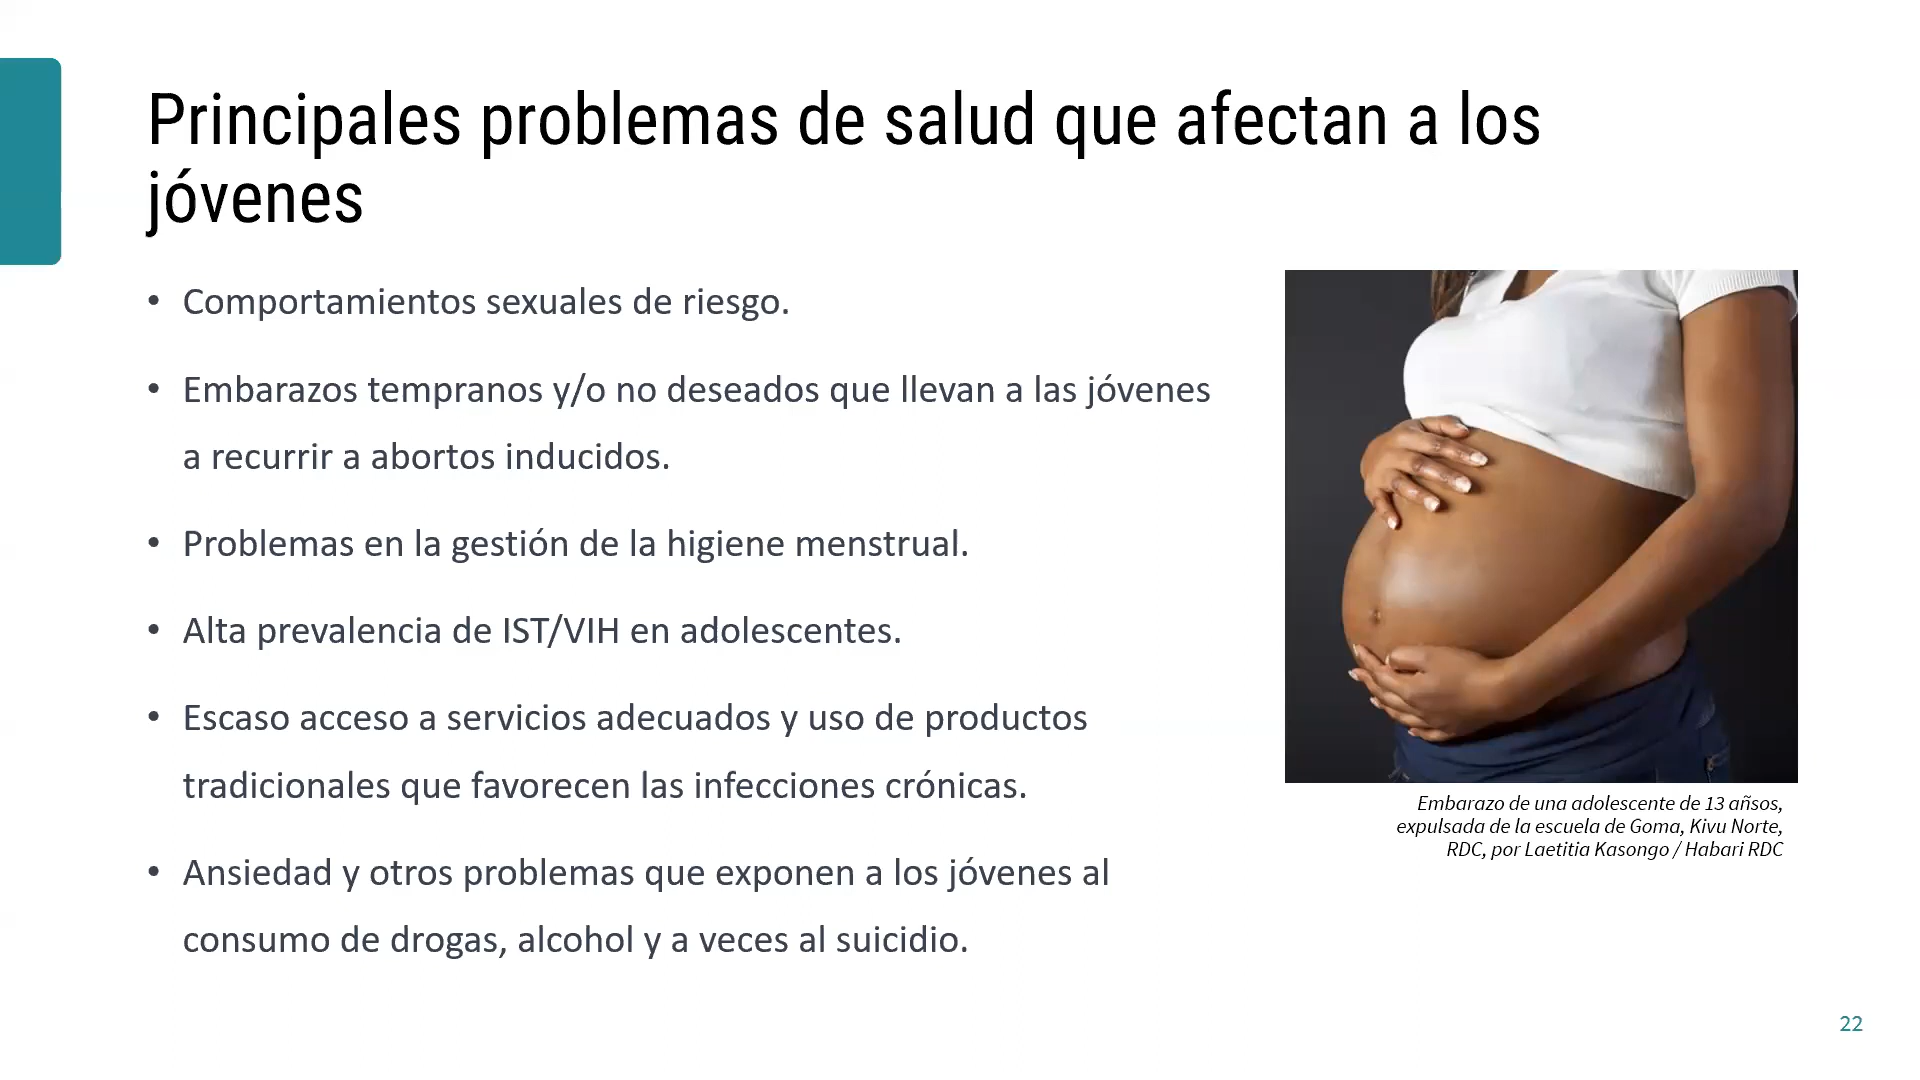 Principales problemas de salud que afectan a los
jóvenes
• Comportamientos sexuales de riesgo.
• Embarazos tempranos y/o no deseados que llevan a las jóvenes
a recurrir a abortos inducidos.
• Problemas en la gestión de la higiene menstrual.
• Alta prevalencia de IST/VIH en adolescentes.
• Escaso acceso a servicios adecuados y uso de productos
tradicionales que favorecen las infecciones crónicas.
• Ansiedad y otros problemas que exponen a los jóvenes al
consumo de drogas, alcohol y a veces al suicidio.
Embarazo de una adolescente de 13 añsos,
expulsada de la escuela de Goma, Kivu Norte,
RDC, por Laetitia Kasongo / Habari RDC
22